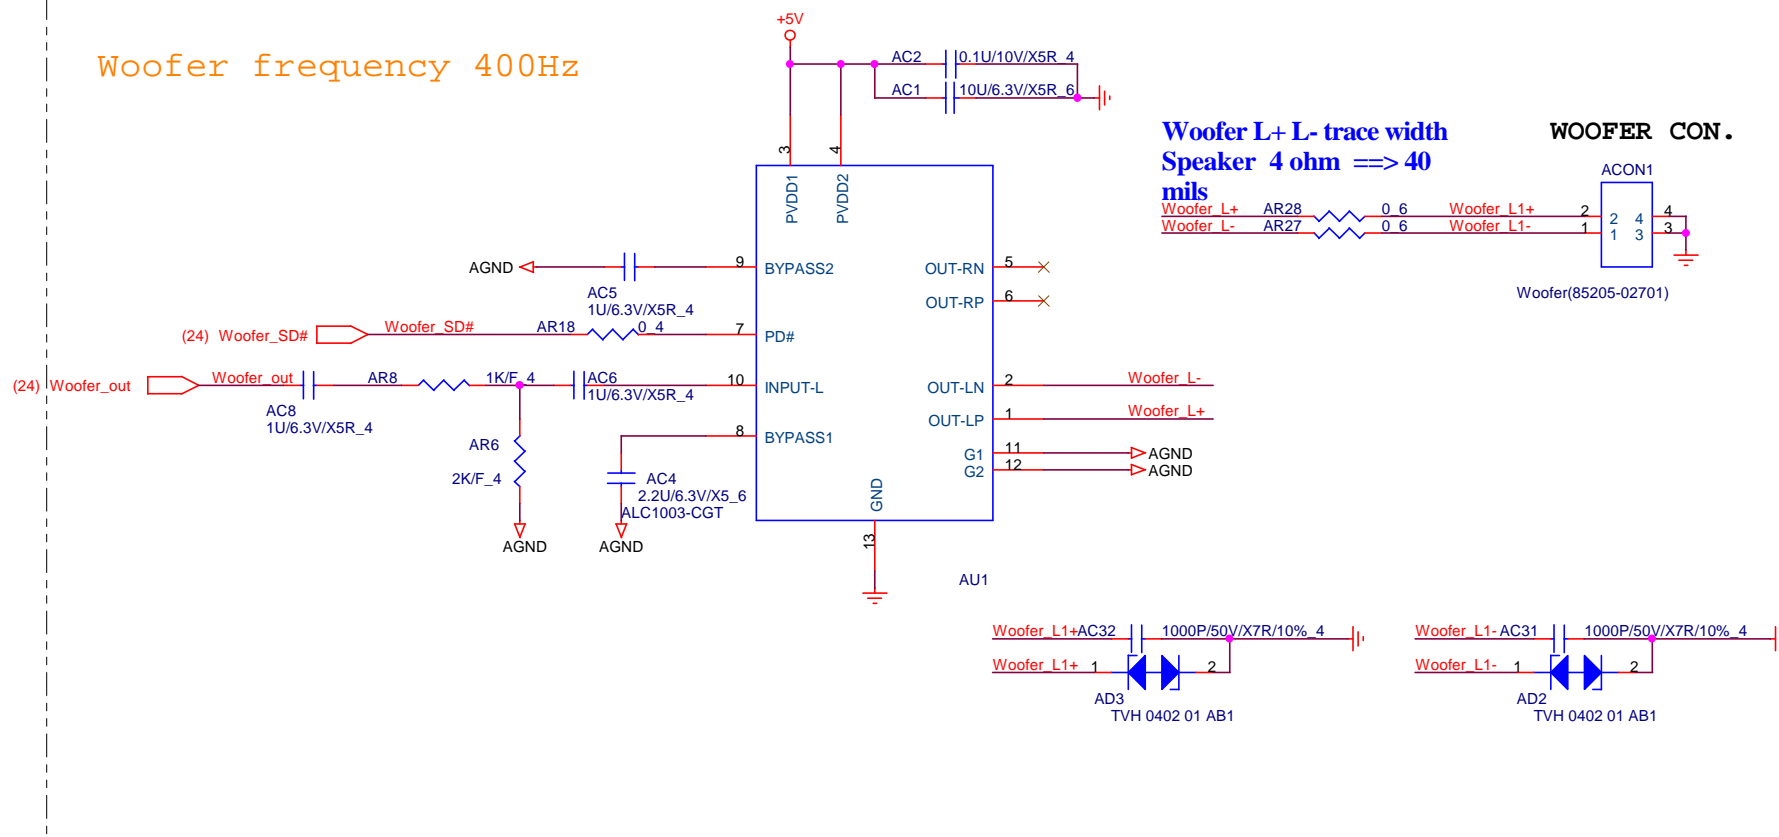 Woofer frequency 400Hz
+5V
AC2
0.1U/10V/X5R_4
AC1
10U/6.3V/X5R_6
3
4
PVDD1
PVDD2
AGND
AC5
1U/6.3V/X5R_4
9
BYPASS2
(24) Woofer_SD#
Woofer_SD#
AR18
0_4
7
PD#
(24) Woofer_out
Woofer_out
AC8
1U/6.3V/X5R_4
AR8
1K/F_4
AC6
1U/6.3V/X5R_4
10
INPUT-L
AR6
2K/F_4
AGND
8
BYPASS1
AC4
2.2U/6.3V/X5_6
ALC1003-CGT
AGND
GND
13
AU1
OUT-RN
5
OUT-RP
6
OUT-LN
2
Woofer_L-
OUT-LP
1
Woofer_L+
G1
11
AGND
G2
12
AGND
Woofer L+ L- trace width
Speaker 4 ohm ==> 40
mils
WOOFER CON.
ACON1
Woofer_L+
AR28
0_6
Woofer_L1+
2
2
4
4
Woofer_L-
AR27
0_6
Woofer_L1-
1
1
3
3
Woofer(85205-02701)
Woofer_L1+
AC32
1000P/50V/X7R/10%_4
Woofer_L1+
1
2
AD3
TVH 0402 01 AB1
Woofer_L1-
AC31
1000P/50V/X7R/10%_4
Woofer_L1-
1
2
AD2
TVH 0402 01 AB1